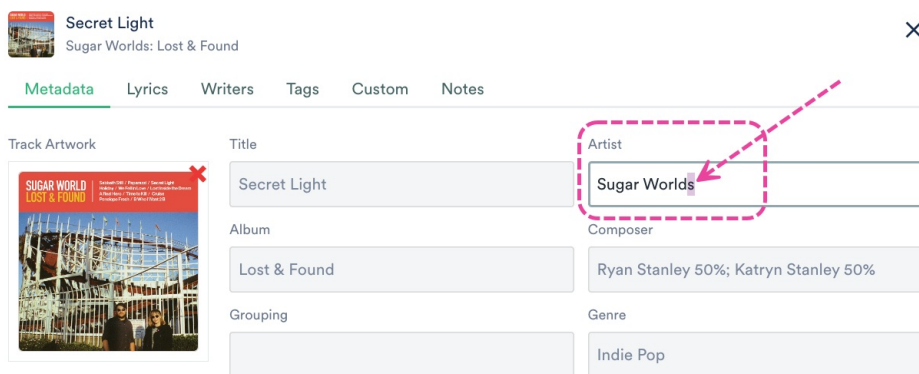 Secret Light
Sugar Worlds: Lost & Found
Metadata Lyrics Writers Tags Custom Notes
Track Artwork
SUGAR WORLD
LOST & FOUND
Title
Secret Light
Artist
Sugar Worlds
Album
Lost & Found
Composer
Ryan Stanley 50%; Katryn Stanley 50%
Grouping
Genre
Indie Pop